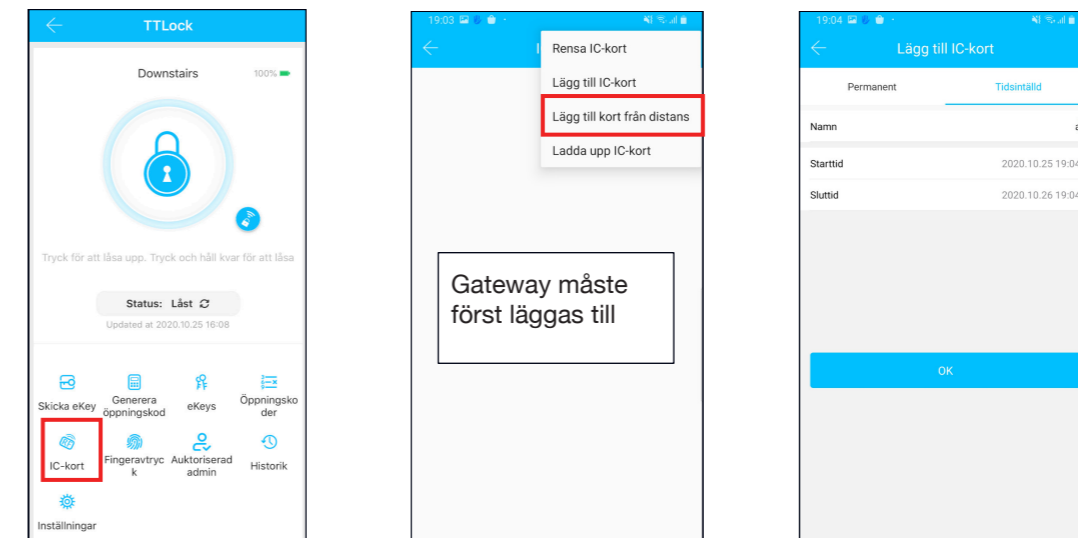 TTLock
Downstairs
100%
Tryck för att låsa upp. Tryck och håll kvar för att låsa
Status: Låst
Updated at 2020.10.25 16:08
Skicka eKey
Generera
öppningskod
eKeys
Öppningsko
der
IC-kort
Fingeravtryc
k
Auktoriserad
admin
Historik
Inställningar
19:03
Rensa IC-kort
Lägg till IC-kort
Lägg till kort från distans
Ladda upp IC-kort
Gateway måste
först läggas till
19:04
Lägg till IC-kort
Permanent
Tidsintälld
Namn
a
Starttid
2020.10.25 19:04
Sluttid
2020.10.26 19:04
OK